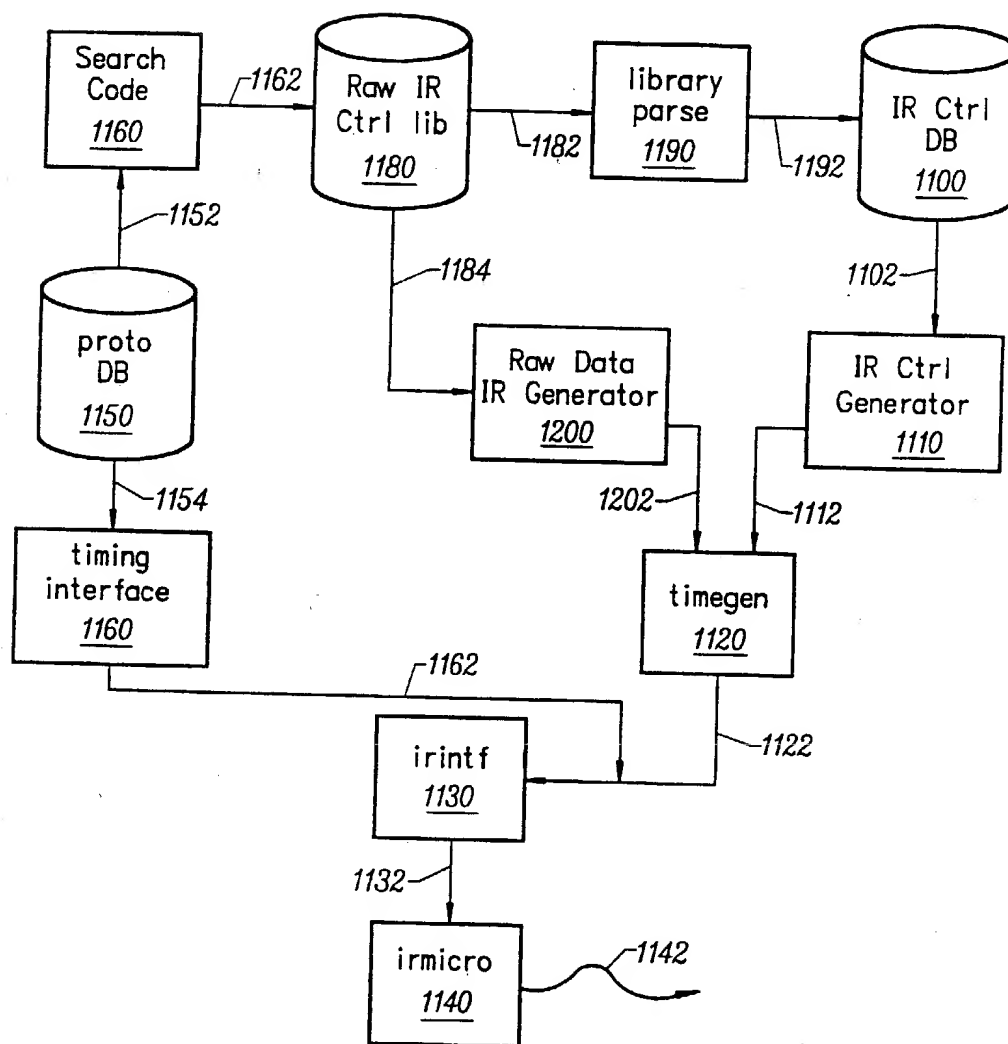 Search
Code
1160
1162
Raw IR
Ctrl lib
1180
1182
library
parse
1190
1192
IR Ctrl
DB
1100
1152
1184
1102
proto
DB
1150
Raw Data
IR Generator
1200
IR Ctrl
Generator
1110
1154
1202
1112
timing
interface
1160
timegen
1120
1162
1122
irintf
1130
1132
irmicro
1140
1142